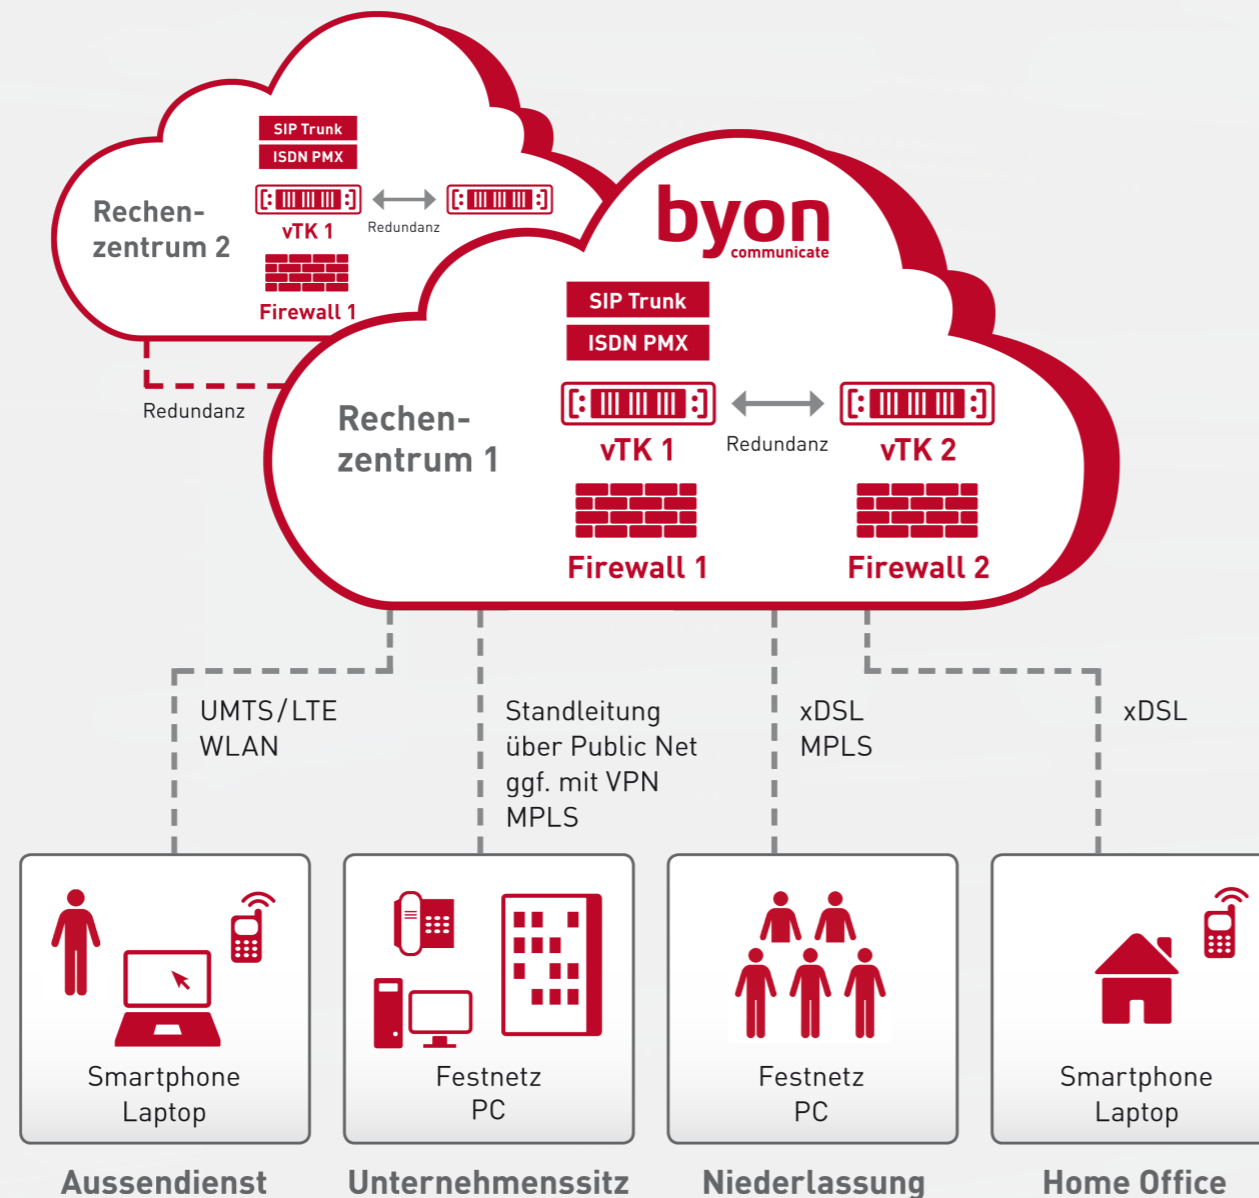 SIP Trunk
ISDN PMX
Rechen-
zentrum 2
vTK 1
Redundanz
Firewall 1
Redundanz
byon
communicate
SIP Trunk
ISDN PMX
Rechen-
zentrum 1
vTK 1
Redundanz
vTK 2
Firewall 1
Firewall 2
UMTS/LTE
WLAN
Standleitung
über Public Net
ggf. mit VPN
MPLS
xDSL
MPLS
xDSL
Smartphone
Laptop
Aussendienst
Festnetz
PC
Unternehmenssitz
Festnetz
PC
Niederlassung
Smartphone
Laptop
Home Office